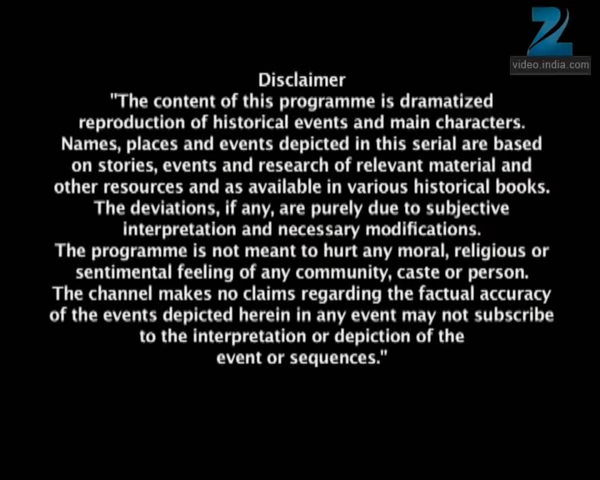 video.india.com
Disclaimer
"The content of this programme is dramatized
reproduction of historical events and main characters.
Names, places and events depicted in this serial are based
on stories, events and research of relevant material and
other resources and as available in various historical books.
The deviations, if any, are purely due to subjective
interpretation and necessary modifications.
The programme is not meant to hurt any moral, religious or
sentimental feeling of any community, caste or person.
The channel makes no claims regarding the factual accuracy
of the events depicted herein in any event may not subscribe
to the interpretation or depiction of the
event or sequences."